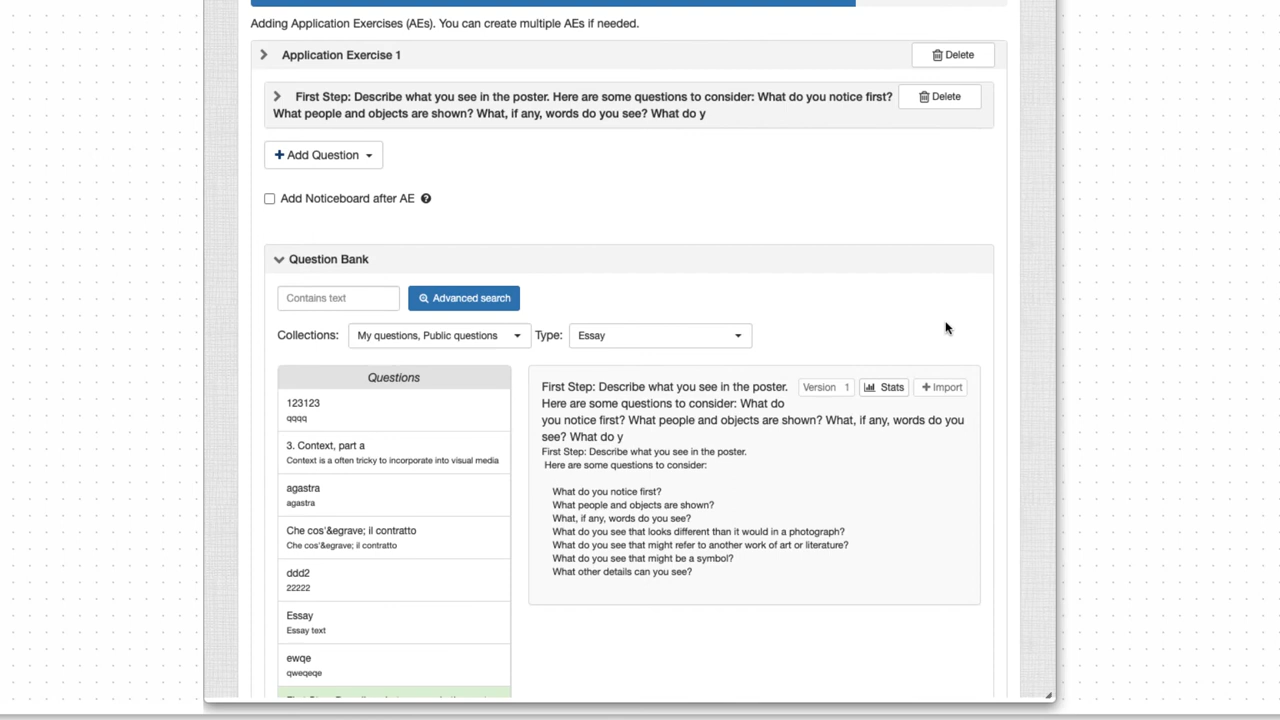 Adding Application Exercises (AEs). You can create multiple AEs if needed.
Application Exercise 1
Delete
First Step: Describe what you see in the poster. Here are some questions to consider: What do you notice first?
What people and objects are shown? What, if any, words do you see? What do y
Delete
Add Question
Add Noticeboard after AE
Question Bank
Contains text
Advanced search
Collections:
My questions, Public questions
Type:
Essay
Questions
123123
qqqq
3. Context, part a
Context is a often tricky to incorporate into visual media
agastra
agastra
Che cos'&egrave; il contratto
Che cos'&egrave; il contratto
ddd2
22222
Essay
Essay text
ewqe
qweqeqe
First Step: Describe what you see in the poster.
Version 1
Stats
Import
Here are some questions to consider: What do
you notice first? What people and objects are shown? What, if any, words do you
see? What do y
First Step: Describe what you see in the poster.
Here are some questions to consider:
What do you notice first?
What people and objects are shown?
What, if any, words do you see?
What do you see that looks different than it would in a photograph?
What do you see that might refer to another work of art or literature?
What do you see that might be a symbol?
What other details can you see?